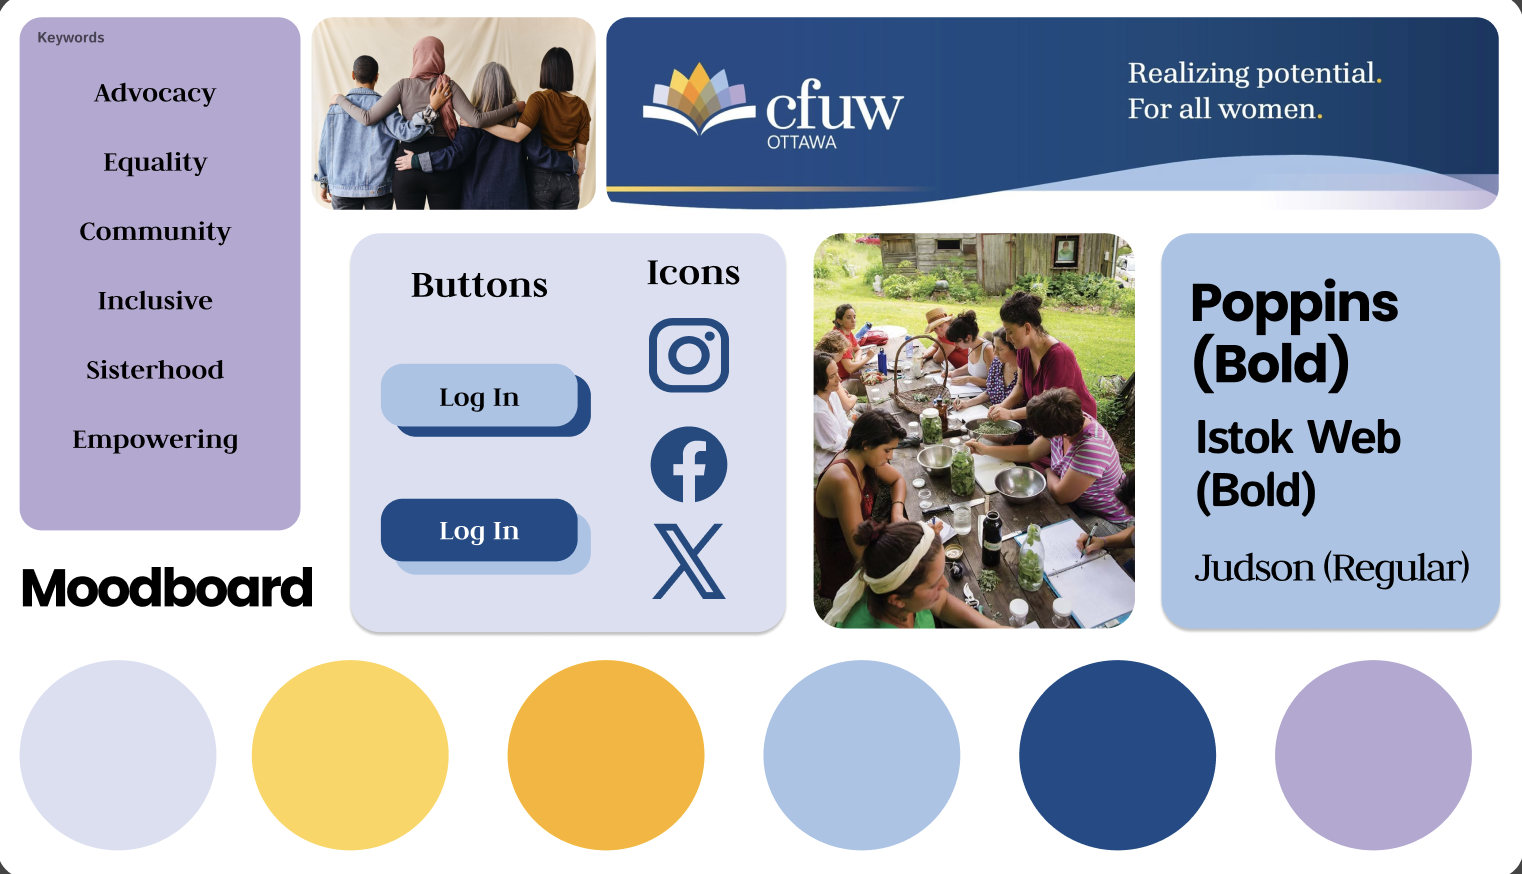 Keywords
Advocacy
Equality
Community
Inclusive
Sisterhood
Empowering
Moodboard
cfuw
OTTAWA
Realizing potential.
For all women.
Buttons
Log In
Log In
Icons
Poppins
(Bold)
Istok Web
(Bold)
Judson (Regular)